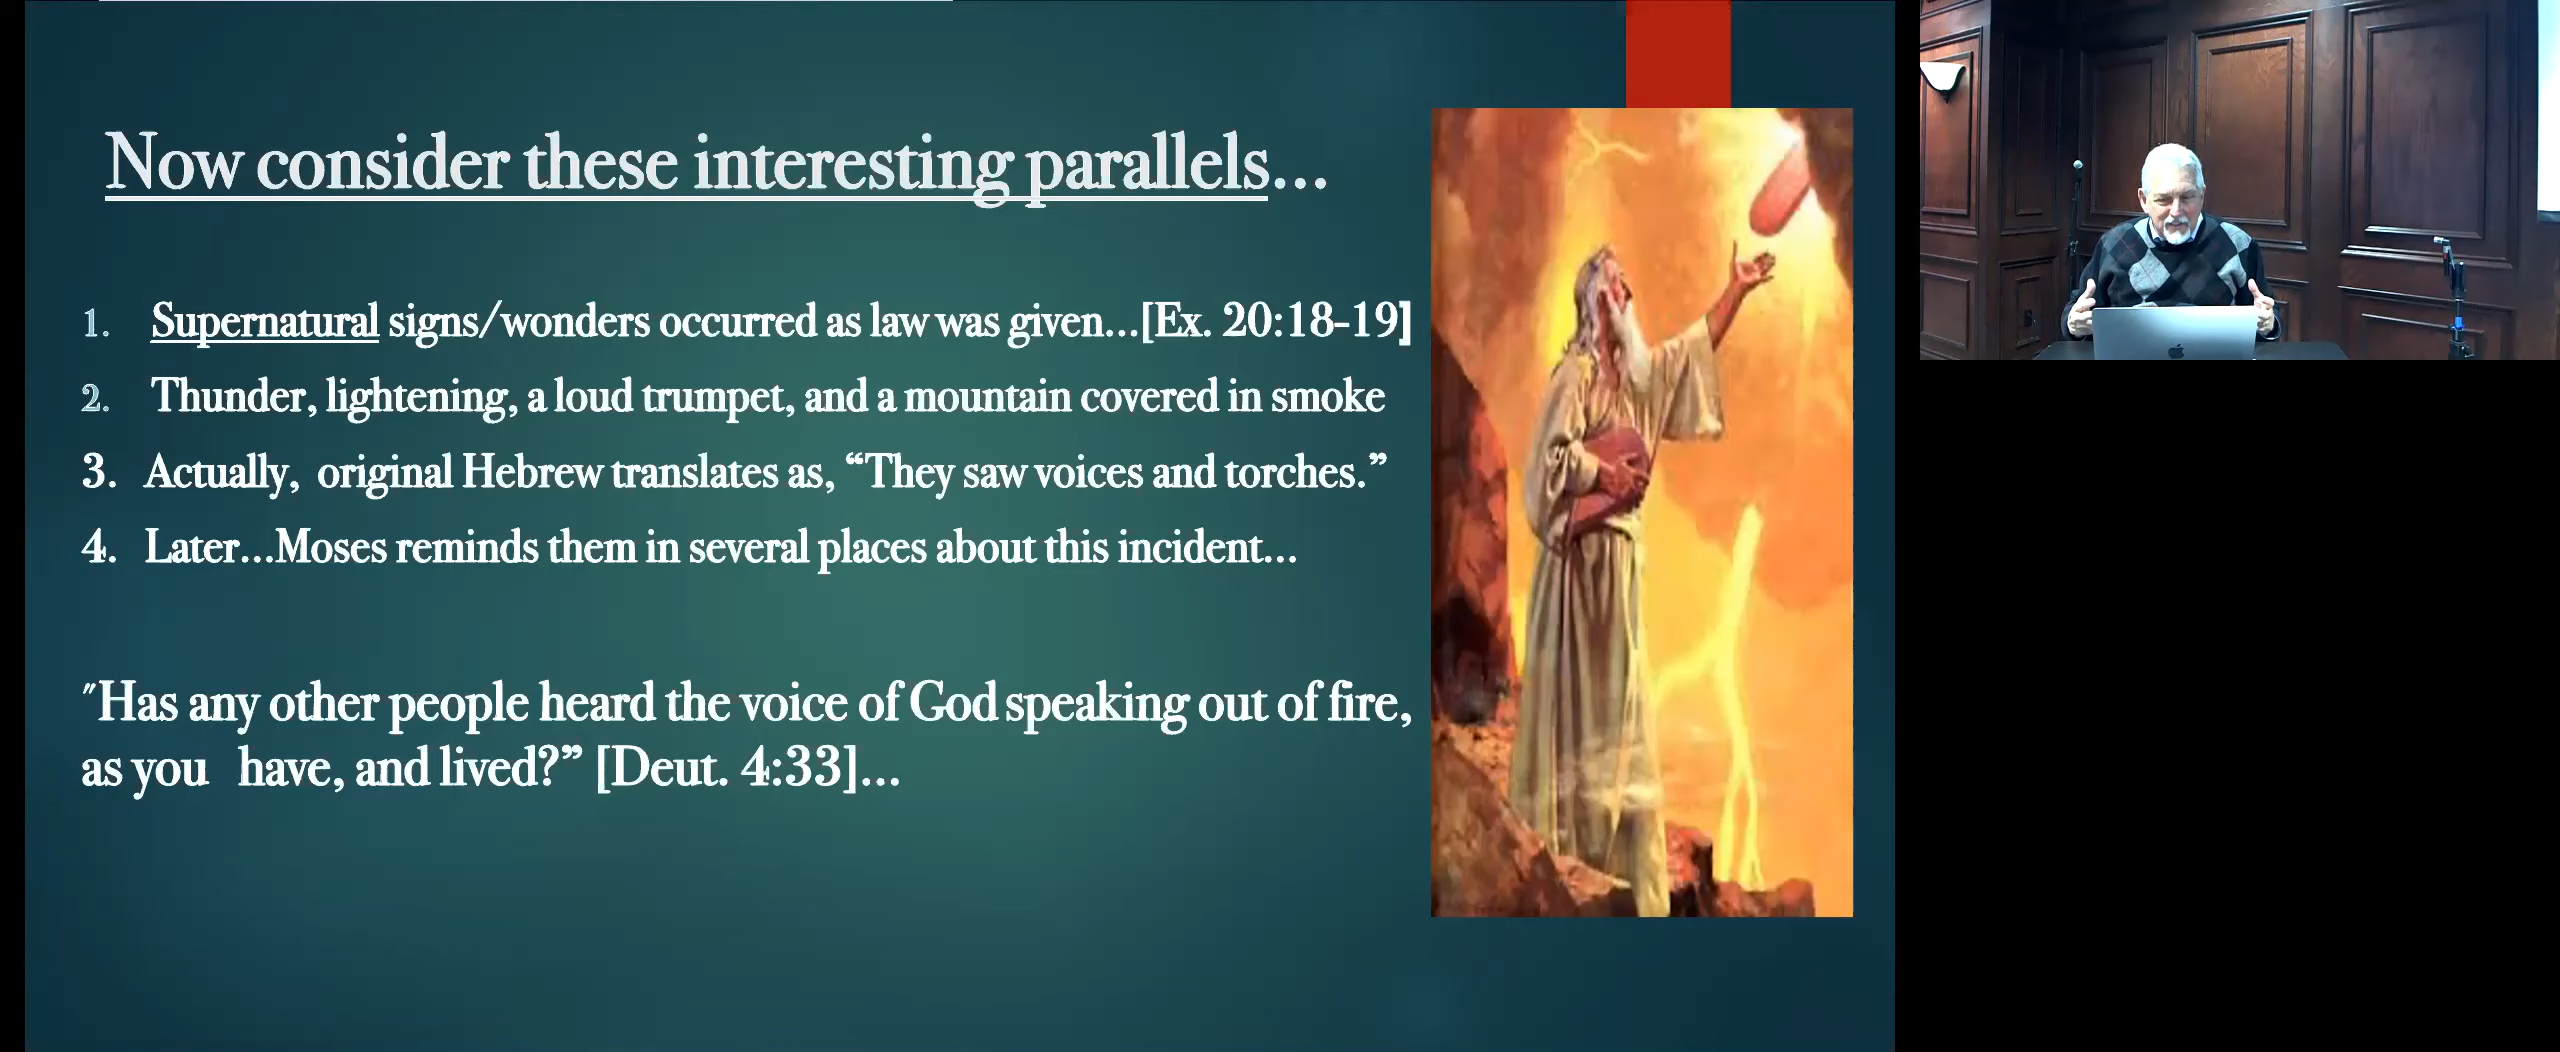 Now consider these interesting parallels...
1. Supernatural signs/wonders occurred as law was given...[Ex. 20:18-19]
2. Thunder, lightening, a loud trumpet, and a mountain covered in smoke
3. Actually, original Hebrew translates as, “They saw voices and torches.”
4. Later...Moses reminds them in several places about this incident...
"Has any other people heard the voice of God speaking out of fire,
as you have, and lived?” [Deut. 4:33]...